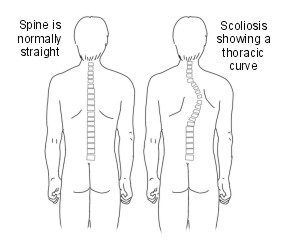 Spine is
normally
straight
Scoliosis
showing a
thoracic
curve